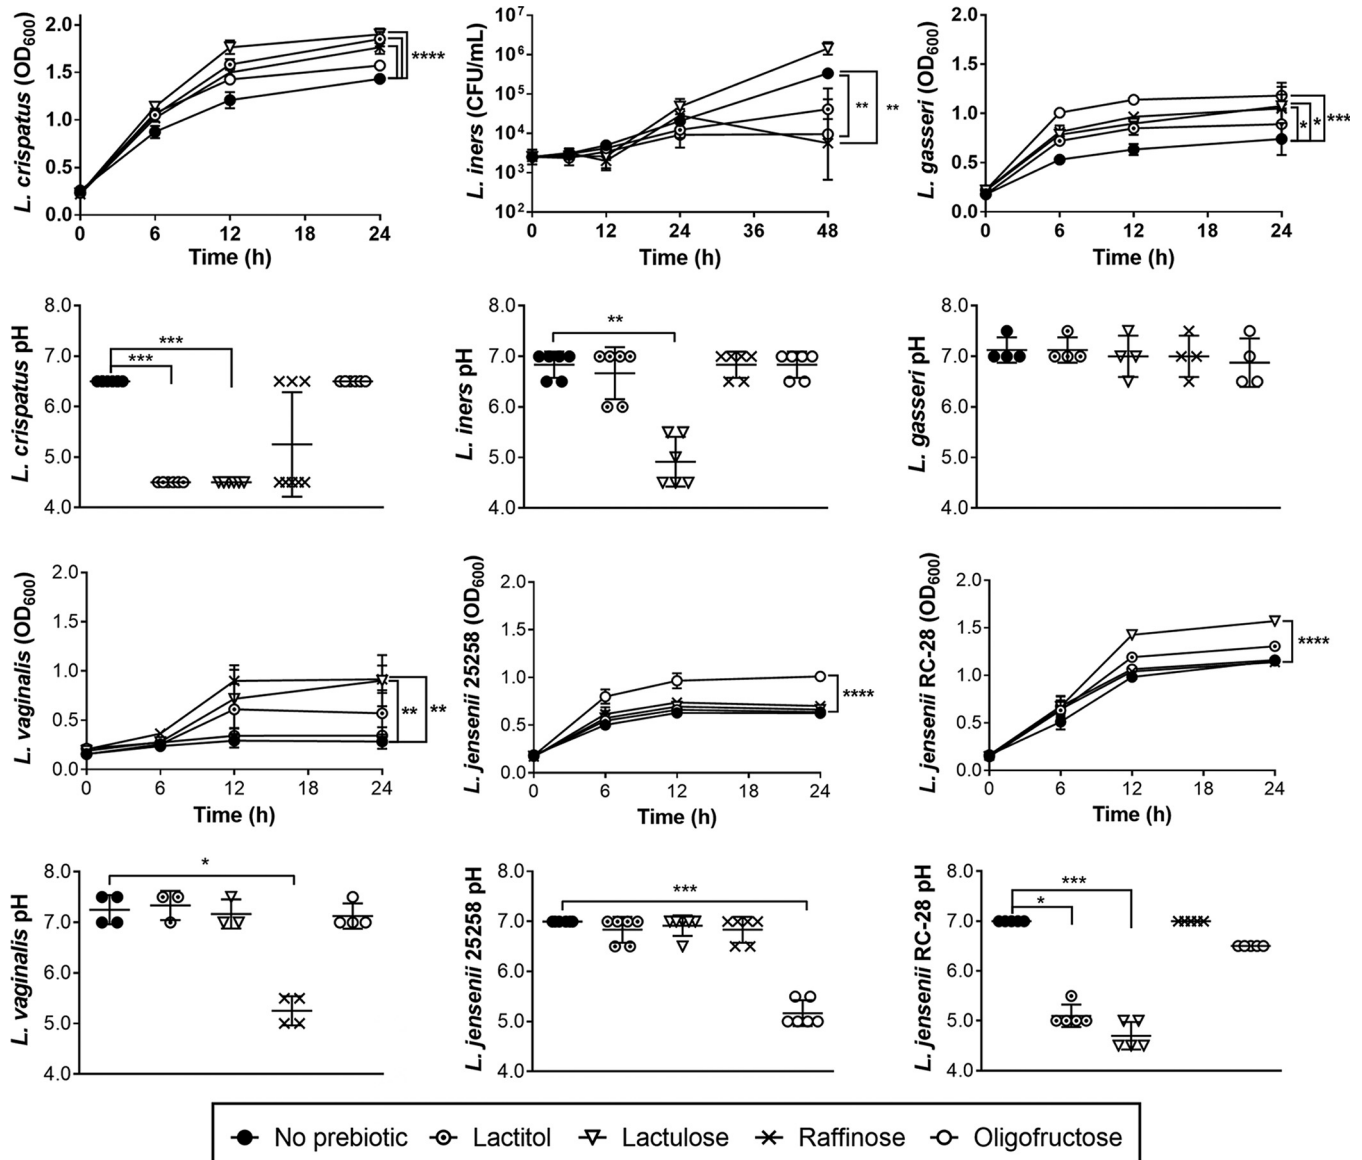 L. crispatus (OD600)
2.0
1.5
1.0
0.5
0.0
0 6 12 18 24
Time (h)
****
L. iners (CFU/mL)
10^7
10^6
10^5
10^4
10^3
10^2
0 12 24 36 48
Time (h)
** **
L. gasseri (OD600)
2.0
1.5
1.0
0.5
0.0
0 6 12 18 24
Time (h)
* * ***
L. crispatus pH
8.0
7.0
6.0
5.0
4.0
***
***
L. iners pH
8.0
7.0
6.0
5.0
4.0
**
L. gasseri pH
8.0
7.0
6.0
5.0
4.0
L. vaginalis (OD600)
2.0
1.5
1.0
0.5
0.0
0 6 12 18 24
Time (h)
** **
L. jensenii 25258 (OD600)
2.0
1.5
1.0
0.5
0.0
0 6 12 18 24
Time (h)
****
L. jensenii RC-28 (OD600)
2.0
1.5
1.0
0.5
0.0
0 6 12 18 24
Time (h)
****
L. vaginalis pH
8.0
7.0
6.0
5.0
4.0
*
L. jensenii 25258 pH
8.0
7.0
6.0
5.0
4.0
***
L. jensenii RC-28 pH
8.0
7.0
6.0
5.0
4.0
***
*
No prebiotic Lactitol Lactulose Raffinose Oligofructose